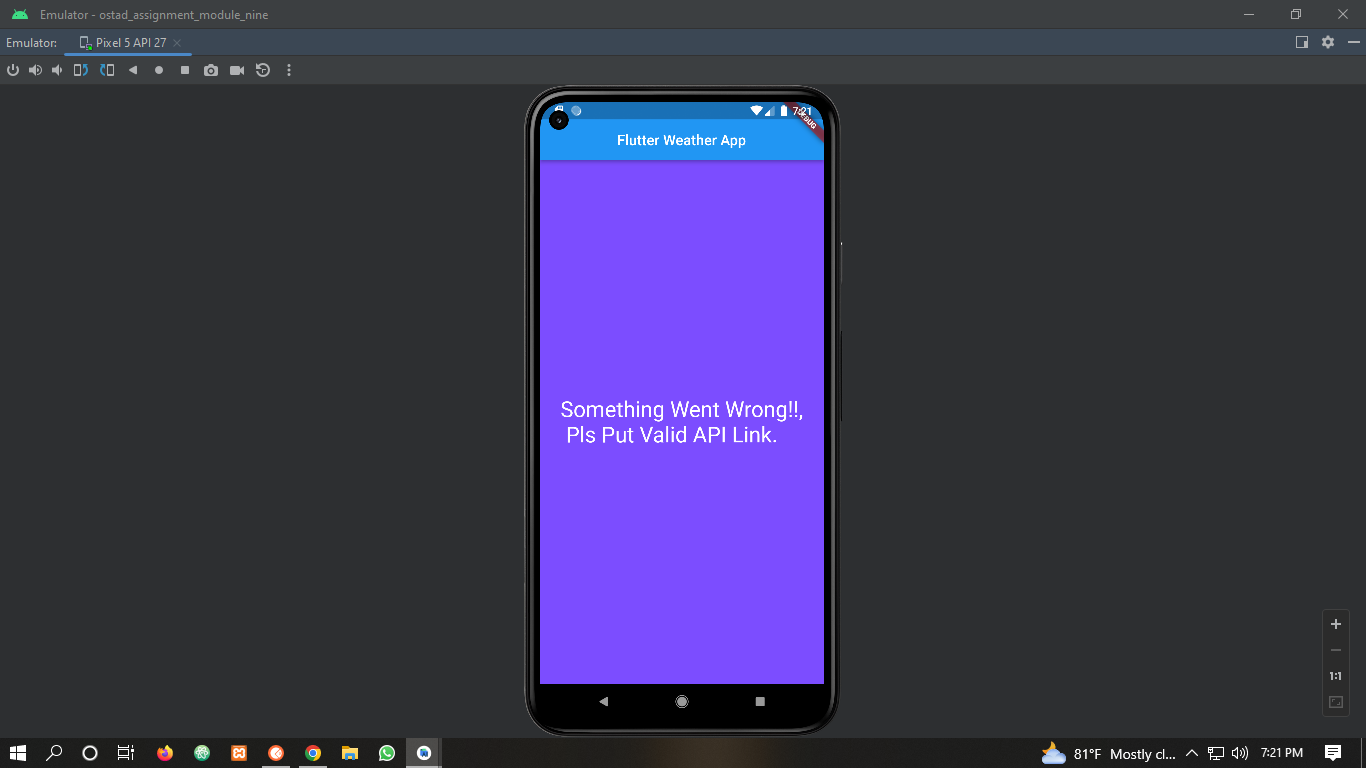 Emulator - ostad_assignment_module_nine
Emulator: Pixel 5 API 27
7:21
DEBUG
Flutter Weather App
Something Went Wrong!!,
Pls Put Valid API Link.
1:1
81°F Mostly cl... 7:21 PM